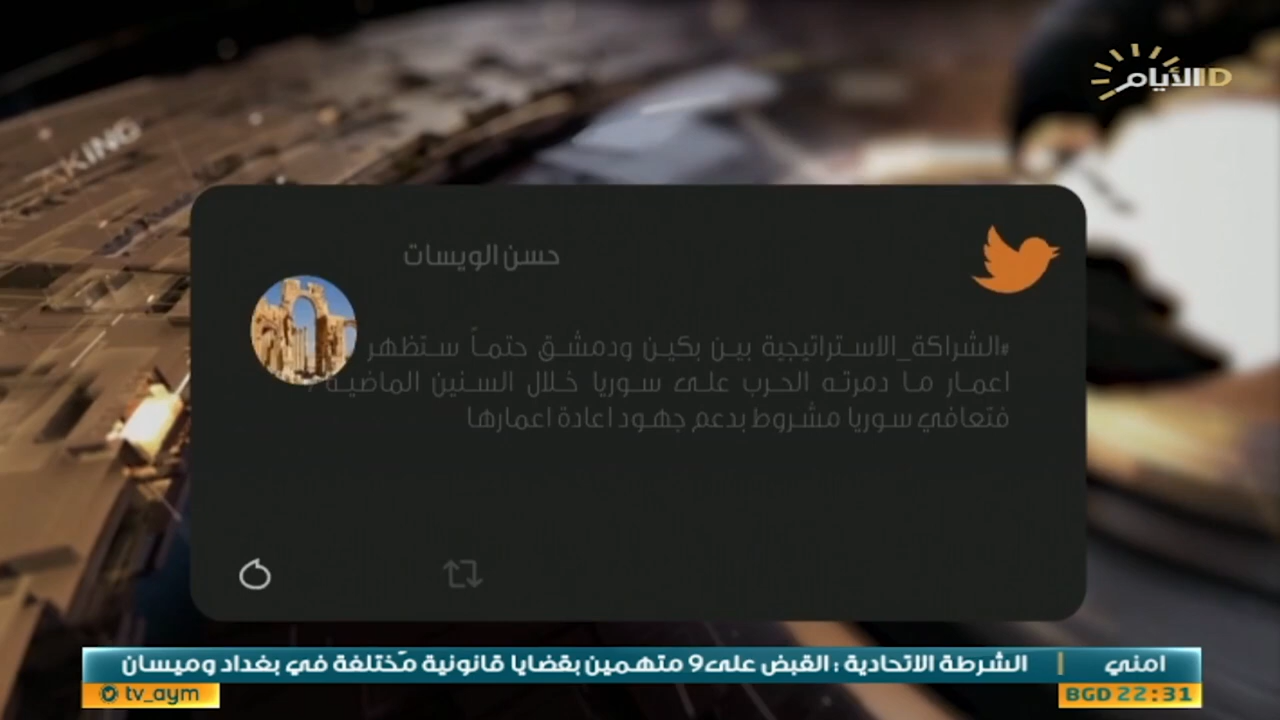 الأيام
KING
حسن الويسات
#الشراكة_الاستراتيجية بين بكين ودمشق حتماً ستظهر
اعمار ما دمرته الحرب على سوريا خلال السنين الماضية .
فتعافي سوريا مشروط بدعم جهود اعادة اعمارها
امني | الشرطة الاتحادية : القبض على9 متهمين بقضايا قانونية مختلفة في بغداد وميسان
tv_aym
BGD 22:31